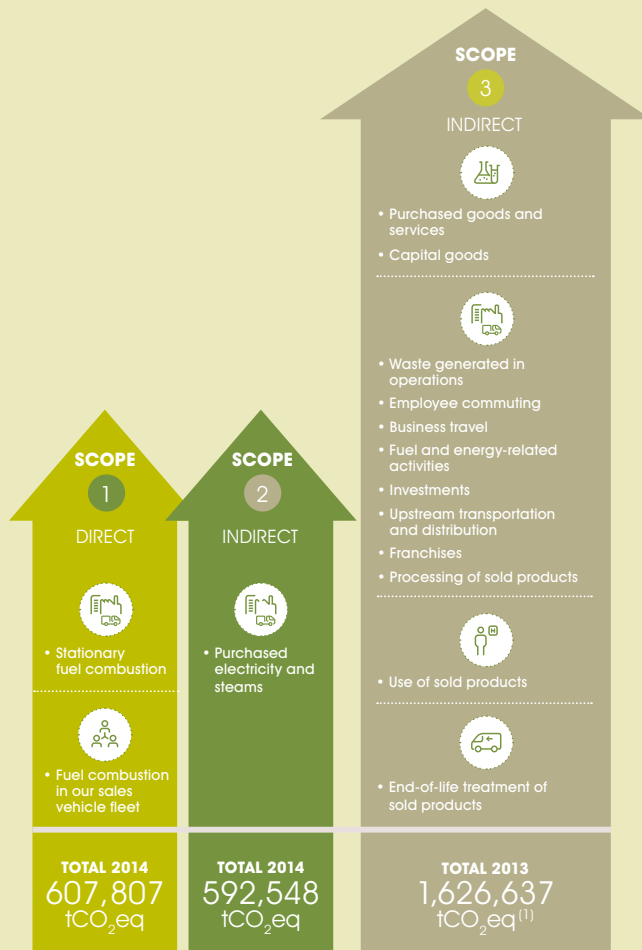 SCOPE
1
DIRECT
• Stationary
fuel combustion
• Fuel combustion
in our sales
vehicle fleet
TOTAL 2014
607,807
tCO2eq
SCOPE
2
INDIRECT
• Purchased
electricity and
steams
TOTAL 2014
592,548
tCO2eq
SCOPE
3
INDIRECT
• Purchased goods and
services
• Capital goods
• Waste generated in
operations
• Employee commuting
• Business travel
• Fuel and energy-related
activities
• Investments
• Upstream transportation
and distribution
• Franchises
• Processing of sold products
H
• Use of sold products
• End-of-life treatment of
sold products
TOTAL 2013
1,626,637
tCO2eq(1)